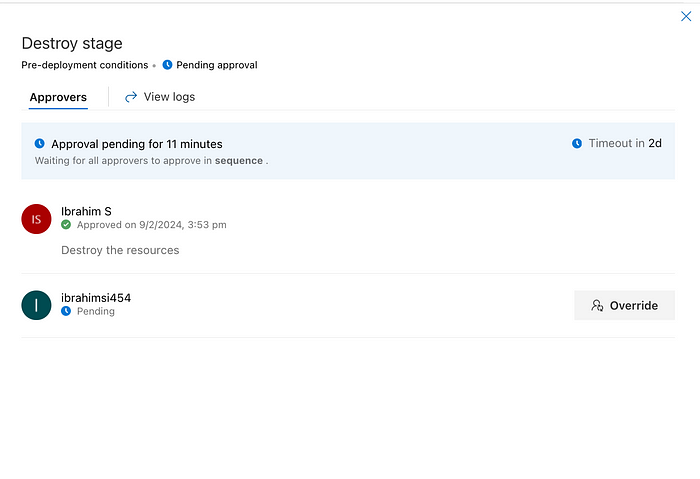 Destroy stage
Pre-deployment conditions • Pending approval
Approvers View logs
Approval pending for 11 minutes Timeout in 2d
Waiting for all approvers to approve in sequence .
IS Ibrahim S
Approved on 9/2/2024, 3:53 pm
Destroy the resources
I ibrahimsi454
Pending Override